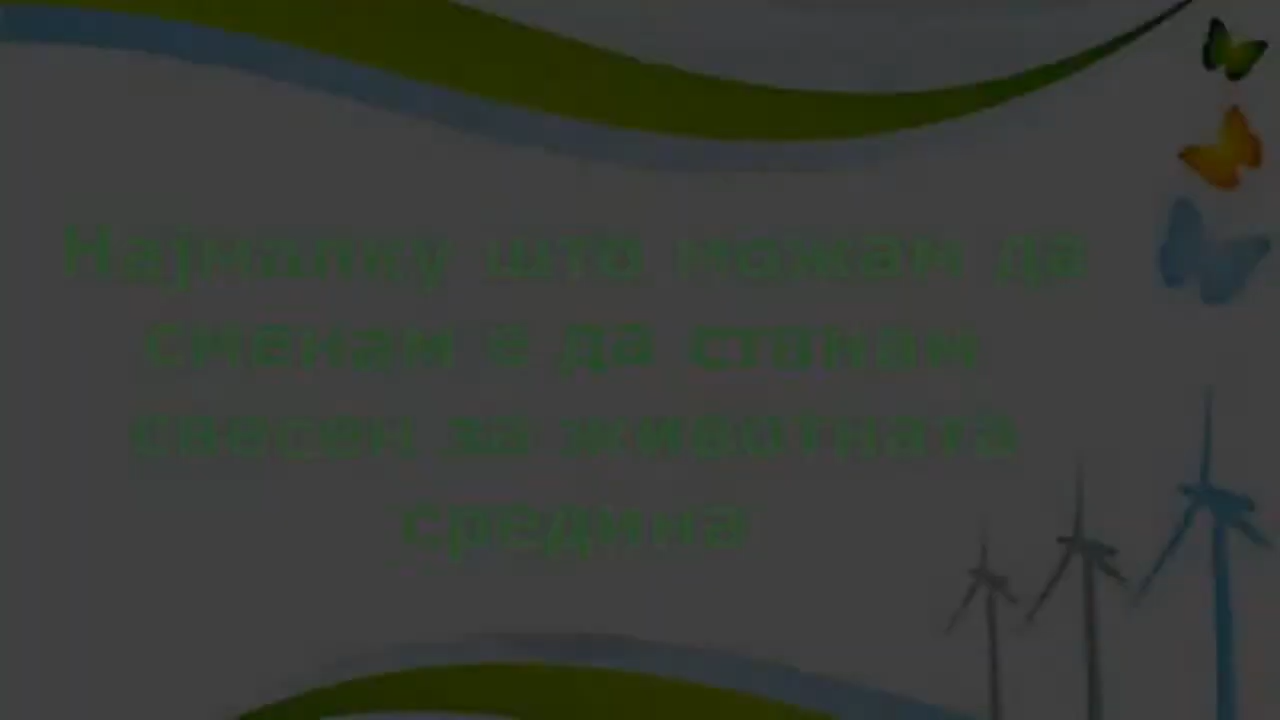 Најмалку што можам да
сменам е да станам
свесен за животната
средина